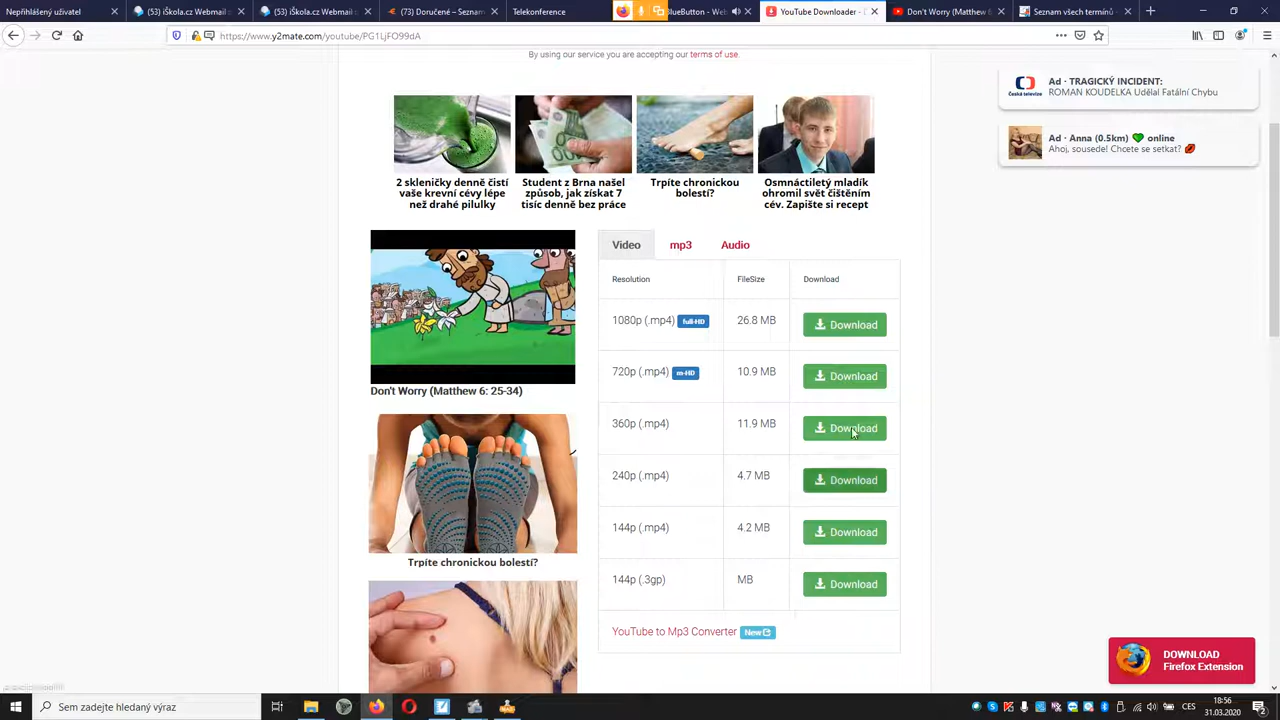 Nepřihlášený uživatel
(53) iŠkola.cz Webmail
(53) iŠkola.cz Webmail
(73) Doručené – Seznam
Telekonference
BlueButton -
YouTube Downloader -
Don't Worry (Matthew 6:
Seznam všech termínů
https://www.y2mate.com/youtube/PG1LjFO99dA
By using our service you are accepting our terms of use.
Ad · TRAGICKÝ INCIDENT:
ROMAN KOUDELKA Udělal Fatální Chybu
Česká televize
Ad · Anna (0.5km) 💚 online
Ahoj, sousede! Chcete se setkat? 💋
2 skleničky denně čistí
vaše krevní cévy lépe
než drahé pilulky
Student z Brna našel
způsob, jak získat 7
tisíc denně bez práce
Trpíte chronickou
bolestí?
Osmnáctiletý mladík
ohromil svět čištěním
cév. Zapište si recept
Video mp3 Audio
Resolution FileSize Download
1080p (.mp4) full-HD 26.8 MB Download
720p (.mp4) m-HD 10.9 MB Download
360p (.mp4) 11.9 MB Download
240p (.mp4) 4.7 MB Download
144p (.mp4) 4.2 MB Download
144p (.3gp) MB Download
YouTube to Mp3 Converter New
Don't Worry (Matthew 6: 25-34)
Trpíte chronickou bolestí?
DOWNLOAD
Firefox Extension
Sem zadejte hledaný výraz
CES
18:56
31.03.2020
2